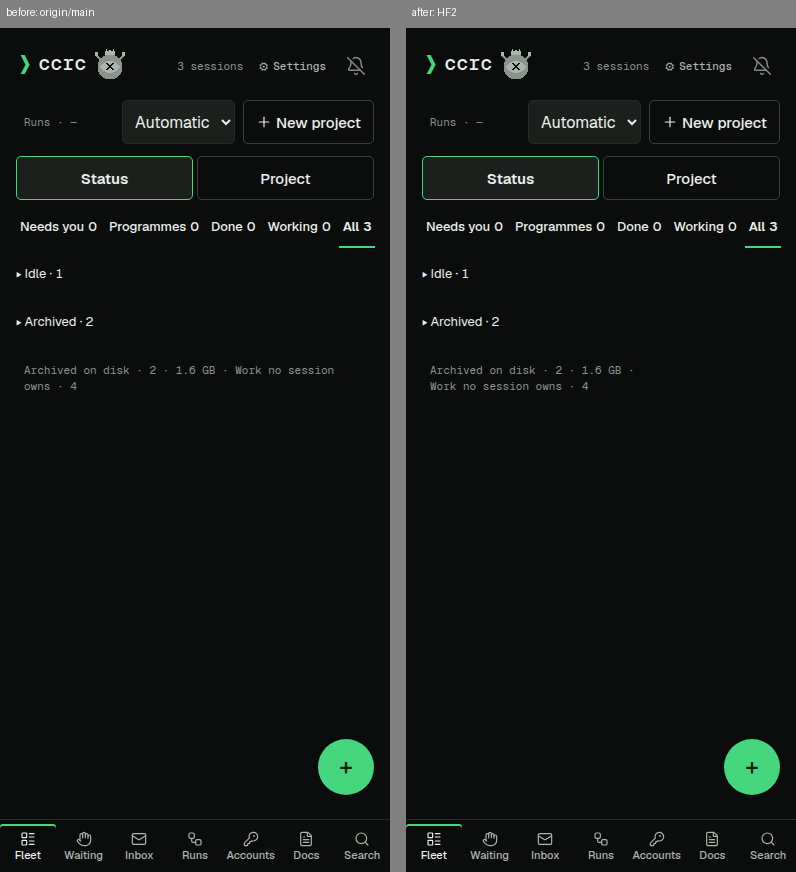 before: origin/main
❯ ccrc
3 sessions ⚙ Settings
Runs · –
Automatic
+ New project
Status
Project
Needs you 0 Programmes 0 Done 0 Working 0 All 3
▸ Idle · 1
▸ Archived · 2
Archived on disk · 2 · 1.6 GB · Work no session
owns · 4
+
Fleet Waiting Inbox Runs Accounts Docs Search
after: HF2
❯ ccrc
3 sessions ⚙ Settings
Runs · –
Automatic
+ New project
Status
Project
Needs you 0 Programmes 0 Done 0 Working 0 All 3
▸ Idle · 1
▸ Archived · 2
Archived on disk · 2 · 1.6 GB ·
Work no session owns · 4
+
Fleet Waiting Inbox Runs Accounts Docs Search